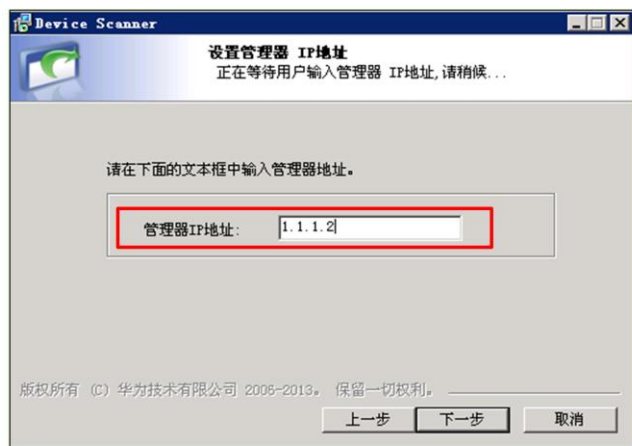 Device Scanner
设置管理器 IP地址
正在等待用户输入管理器 IP地址,请稍候...
请在下面的文本框中输入管理器地址。
管理器IP地址: 1.1.1.2
版权所有 (C) 华为技术有限公司 2006-2013。 保留一切权利。
上一步 下一步 取消